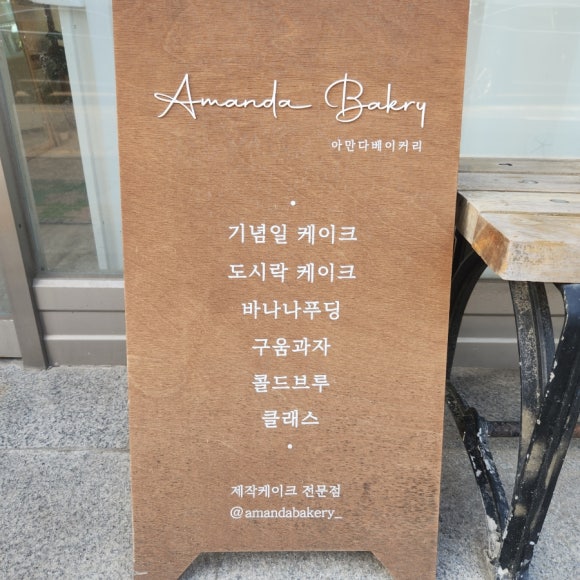 Amanda Bakry
아만다베이커리
기념일 케이크
도시락 케이크
바나나푸딩
구움과자
콜드브루
클래스
제작케이크 전문점
@amandabakery_